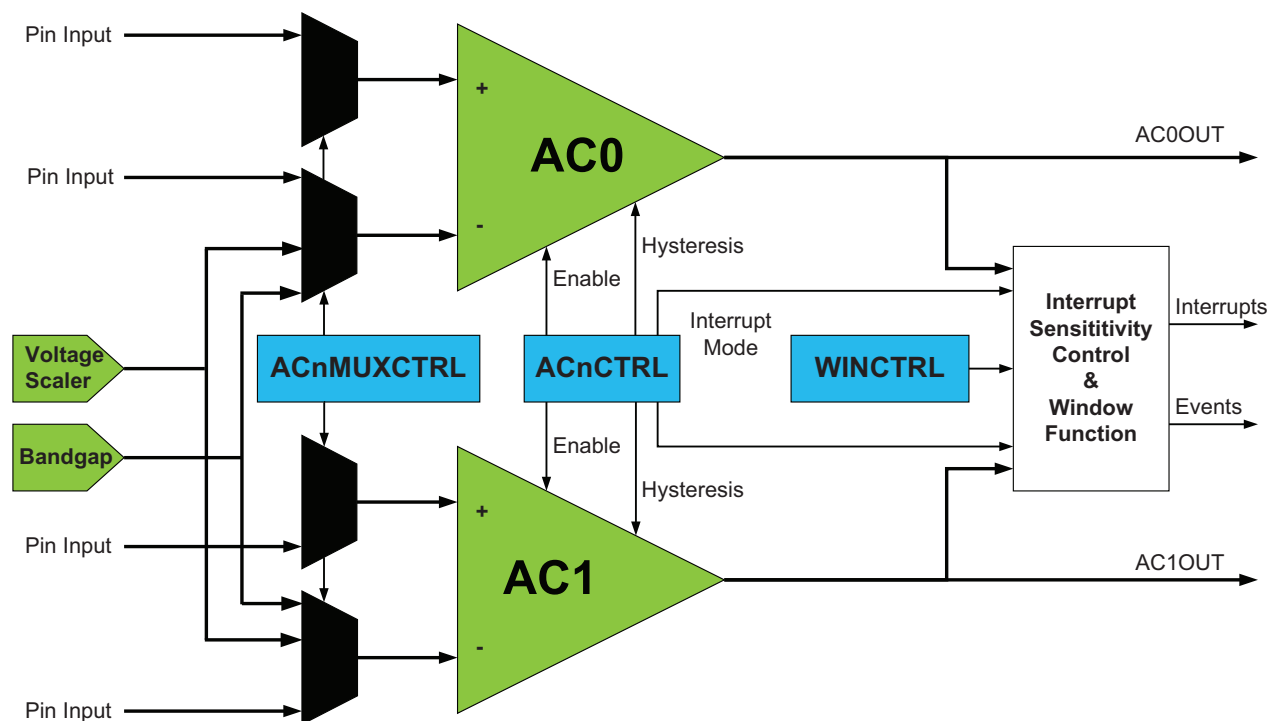 Pin Input
+
AC0
AC0OUT
Pin Input
-
Hysteresis
Enable
Interrupt
Sensititivity
Control
&
Window
Function
Interrupts
Voltage
Scaler
ACnMUXCTRL
ACnCTRL
Interrupt
Mode
WINCTRL
Events
Bandgap
Enable
Hysteresis
+
Pin Input
AC1
AC1OUT
-
Pin Input